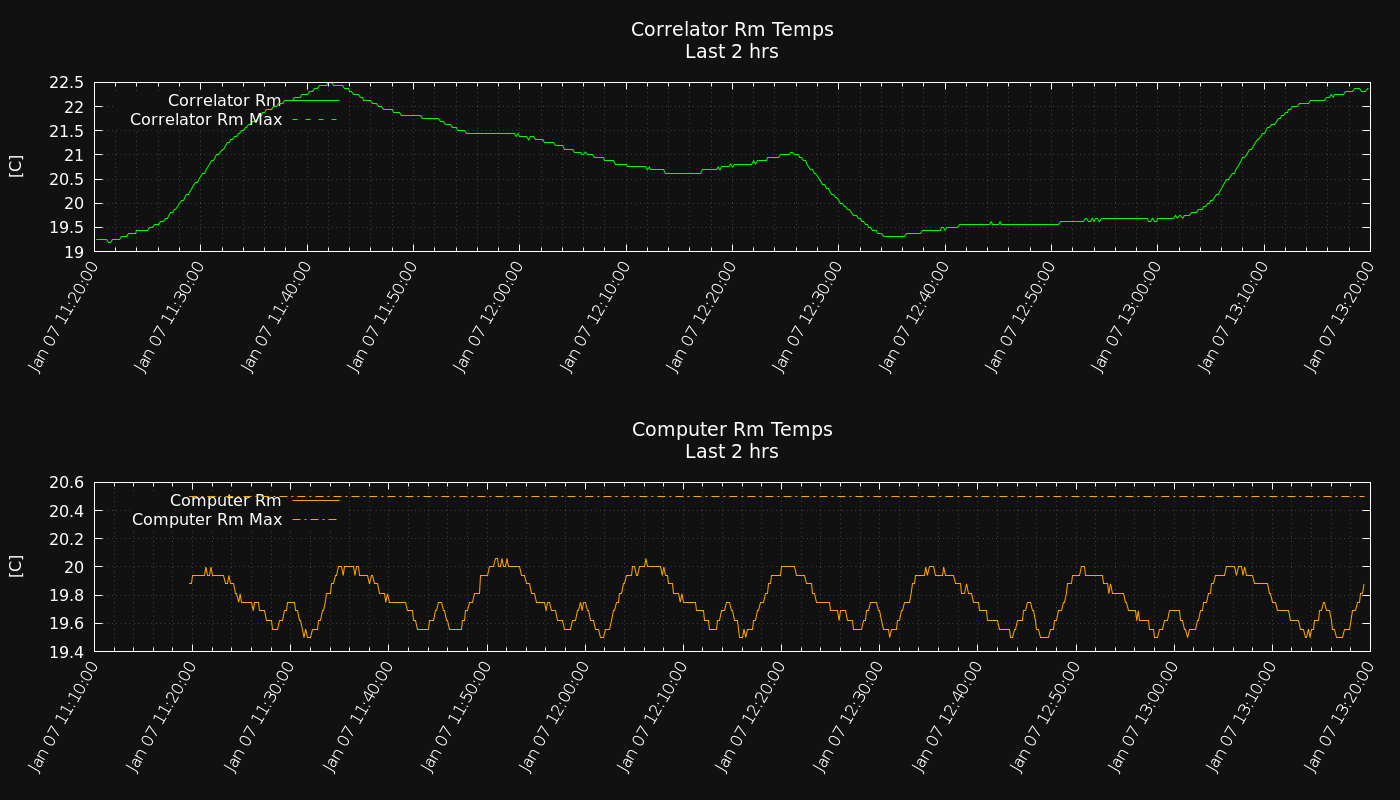 Correlator Rm Temps
Last 2 hrs
[C]
22.5
22
21.5
21
20.5
20
19.5
19
Correlator Rm
Correlator Rm Max
Jan 07 11:20:00
Jan 07 11:30:00
Jan 07 11:40:00
Jan 07 11:50:00
Jan 07 12:00:00
Jan 07 12:10:00
Jan 07 12:20:00
Jan 07 12:30:00
Jan 07 12:40:00
Jan 07 12:50:00
Jan 07 13:00:00
Jan 07 13:10:00
Jan 07 13:20:00
Computer Rm Temps
Last 2 hrs
[C]
20.6
20.4
20.2
20
19.8
19.6
19.4
Computer Rm
Computer Rm Max
Jan 07 11:10:00
Jan 07 11:20:00
Jan 07 11:30:00
Jan 07 11:40:00
Jan 07 11:50:00
Jan 07 12:00:00
Jan 07 12:10:00
Jan 07 12:20:00
Jan 07 12:30:00
Jan 07 12:40:00
Jan 07 12:50:00
Jan 07 13:00:00
Jan 07 13:10:00
Jan 07 13:20:00